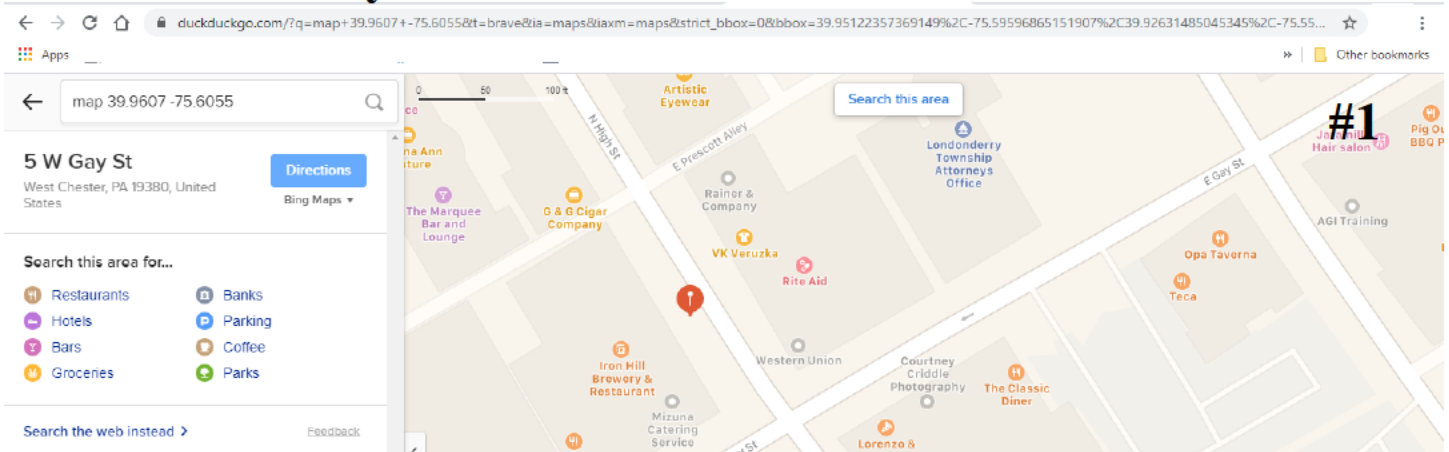 duckduckgo.com/?q=map+39.9607+-75.6055&t=brave&ia=maps&iaxm=maps&strict_bbox=0&bbox=39.95122357369149%2C-75.59596865151907%2C39.92631485045345%2C-75.55...
Apps
»
Other bookmarks
map 39.9607 -75.6055
5 W Gay St
West Chester, PA 19380, United
States
Directions
Bing Maps
Search this area for...
Restaurants
Banks
Hotels
Parking
Bars
Coffee
Groceries
Parks
Search the web instead >
Feedback
0 50 100 ft
Artistic
Eyewear
Search this area
#1
Hair salon
Pig Ou
BBQ P
N High St
E Prescott Alley
Londonderry
Township
Attorneys
Office
E Gay St
na Ann
iture
The Marquee
Bar and
Lounge
G & G Cigar
Company
Rainer &
Company
VK Veruzka
Rite Aid
AGI Training
Opa Taverna
Teca
Iron Hill
Brewery &
Restaurant
Western Union
Courtney
Criddle
Photography
The Classic
Diner
Mizuna
Catering
Service
St
Lorenzo &